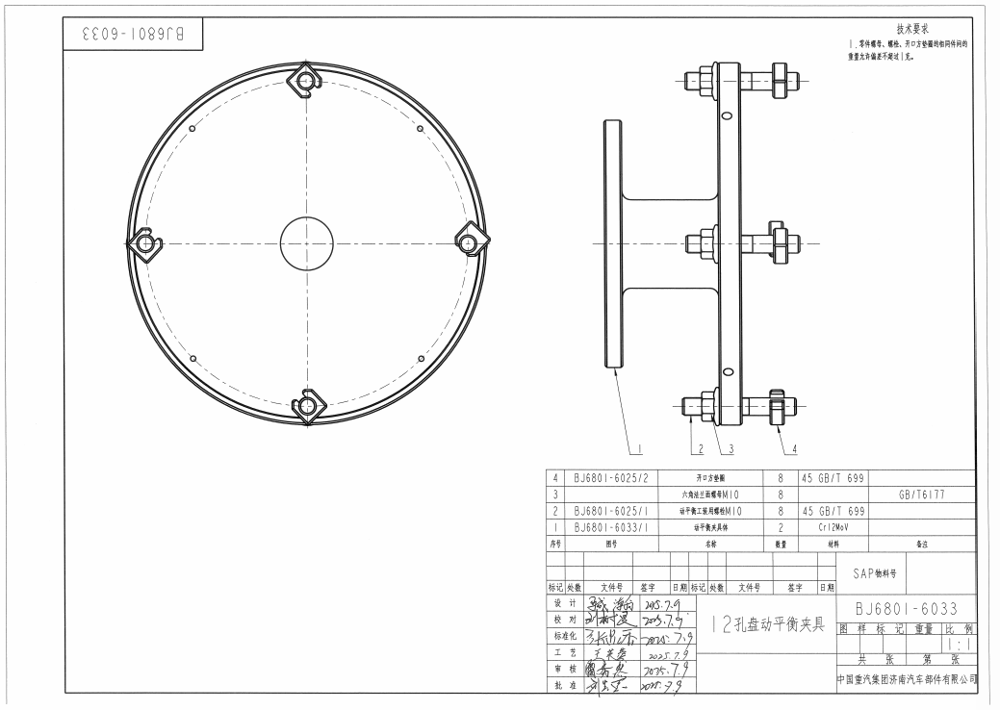 BJ6801-6033
技术要求
1.零件螺母、螺栓、开口方垫圈的相同件间的
重量允许偏差不超过1克。
1 2 3 4
4 BJ6801-6025/2 开口方垫圈 8 45 GB/T 699
3 六角法兰面螺母M10 8 GB/T6177
2 BJ6801-6025/1 动平衡工装用螺栓M10 8 45 GB/T 699
1 BJ6801-6033/1 动平衡夹具体 2 Cr12MoV
序号 图号 名称 数量 材料 备注
SAP物料号
标记 处数 文件号 签字 日期 标记 处数 文件号 签字 日期
设 计 2025.7.9
校 对 2025.7.9
标准化 2025.7.9
工 艺 2025.7.9
审 核 2025.7.9
批 准 2025.7.9
12孔盘动平衡夹具
BJ6801-6033
图 样 标 记 重量 比 例
1:1
共 张 第 张
中国重汽集团济南汽车部件有限公司